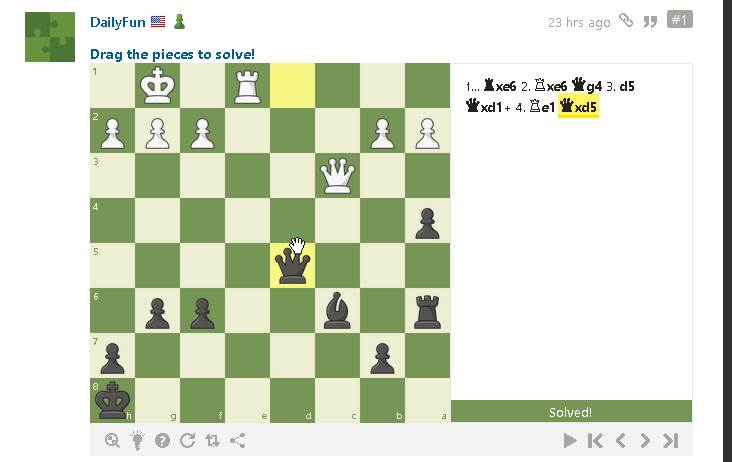 DailyFun
23 hrs ago
#1
Drag the pieces to solve!
1... ♜xe6 2. ♖xe6 ♛g4 3. d5
♛xd1+ 4. ♖e1 ♛xd5
1
2
3
4
5
6
7
8
h g f e d c b a
Solved!